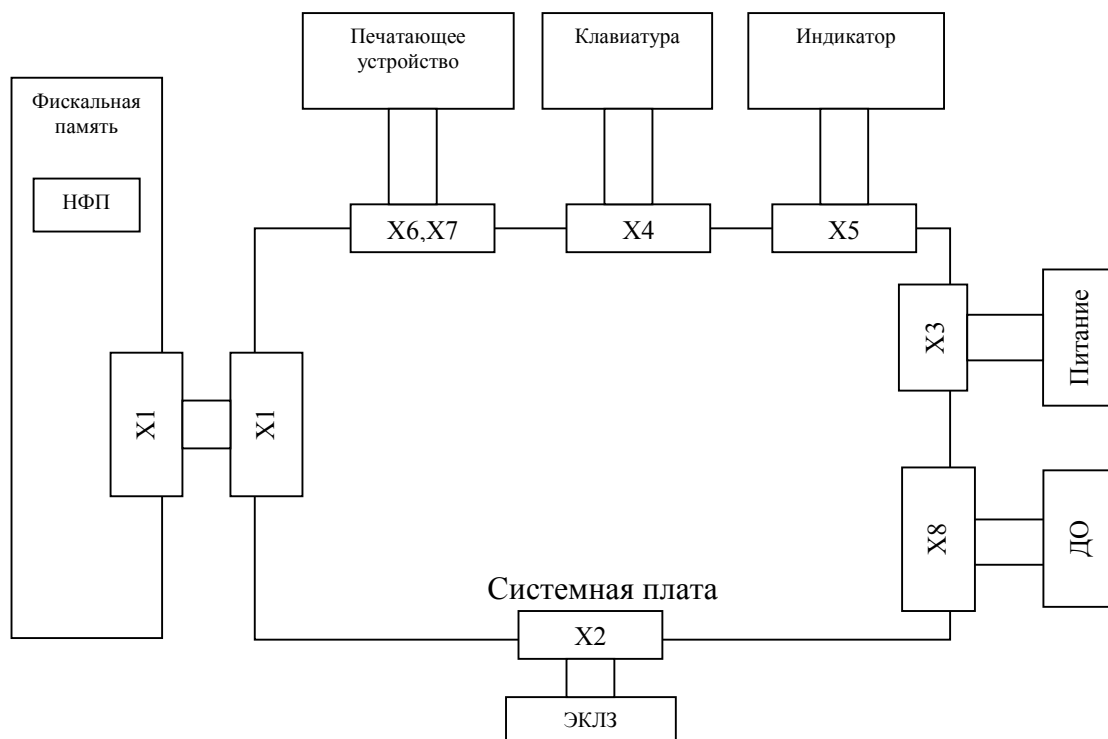 Печатающее
устройство
Клавиатура
Индикатор
Фискальная
память
НФП
X6,X7
X4
X5
X3
Питание
X1
X1
X8
ДО
Системная плата
X2
ЭКЛЗ